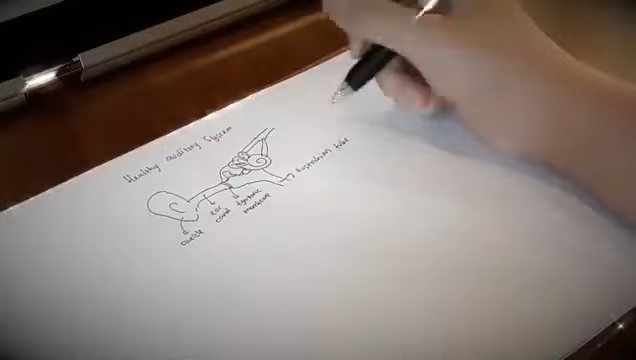 Healthy auditory System
Eustachian tube
auricle
ear
canal
tympanic
membrane